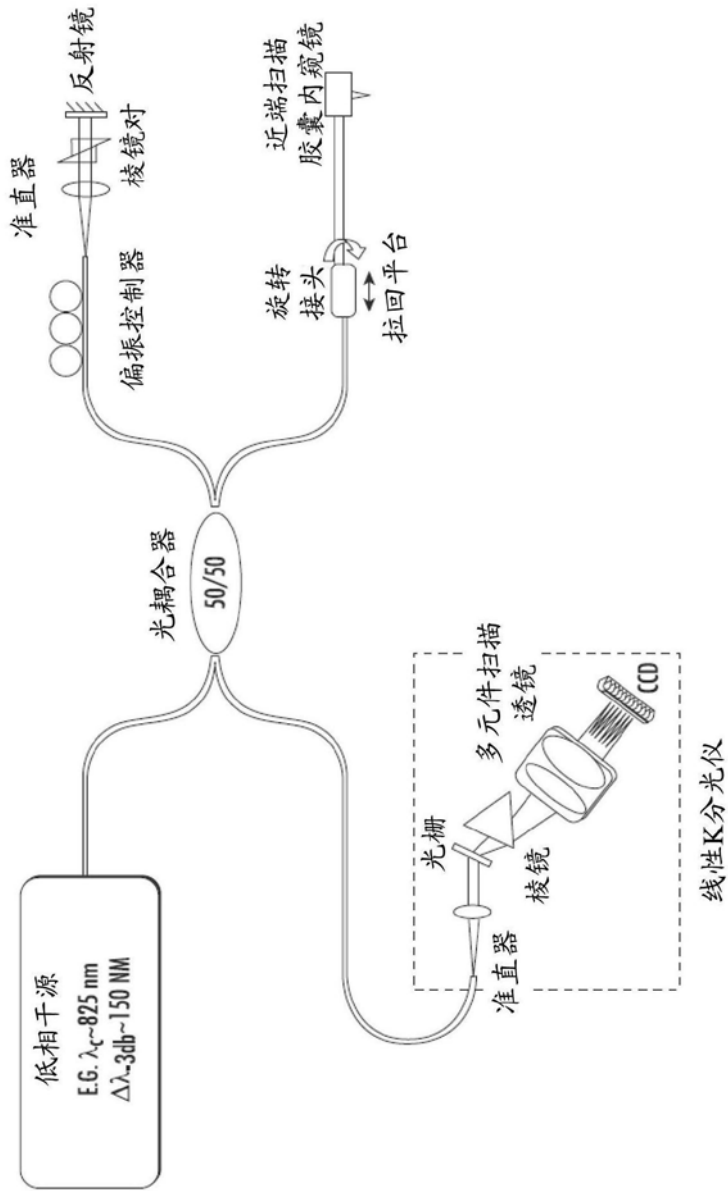 低相干源
E.G. λc~825 nm
Δλ-3db~150 NM
光耦合器
50/50
偏振控制器
准直器
棱镜对
反射镜
旋转
接头
拉回平台
近端扫描
胶囊内窥镜
准直器
光栅
棱镜
多元件扫描
透镜
CCD
线性K分光仪